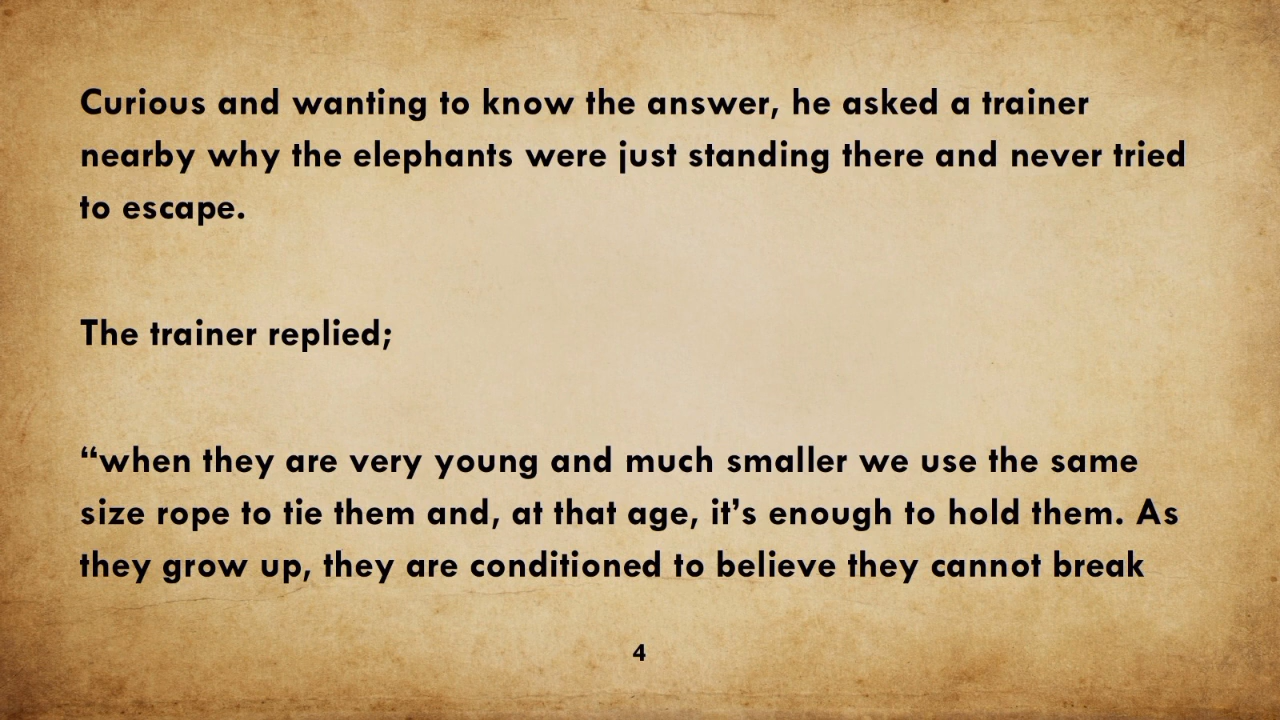 Curious and wanting to know the answer, he asked a trainer
nearby why the elephants were just standing there and never tried
to escape.
The trainer replied;
“when they are very young and much smaller we use the same
size rope to tie them and, at that age, it’s enough to hold them. As
they grow up, they are conditioned to believe they cannot break
4